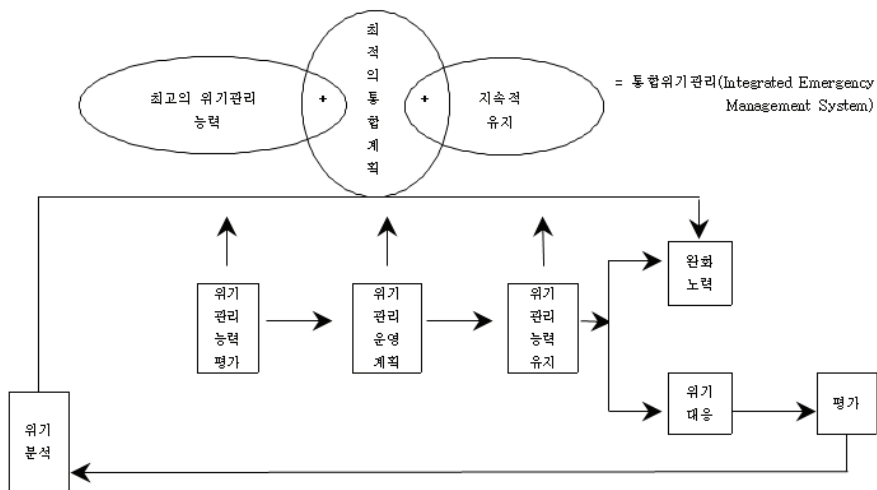 최고의 위기관리
능력
+
최
적
의
통
합
계
획
+
지속적
유지
= 통합위기관리(Integrated Emergency
Management System)
위기
관리
능력
평가
위기
관리
운영
계획
위기
관리
능력
유지
완화
노력
위기
대응
평가
위기
분석